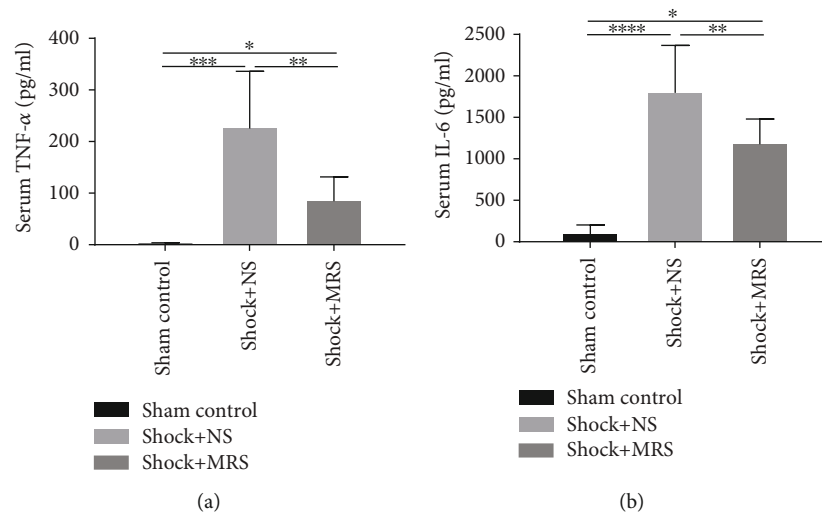 Serum TNF-α (pg/ml)
400
300
200
100
0
*
***
**
Sham control
Shock+NS
Shock+MRS
Sham control
Shock+NS
Shock+MRS
(a)
Serum IL-6 (pg/ml)
2500
2000
1500
1000
500
0
*
****
**
Sham control
Shock+NS
Shock+MRS
Sham control
Shock+NS
Shock+MRS
(b)